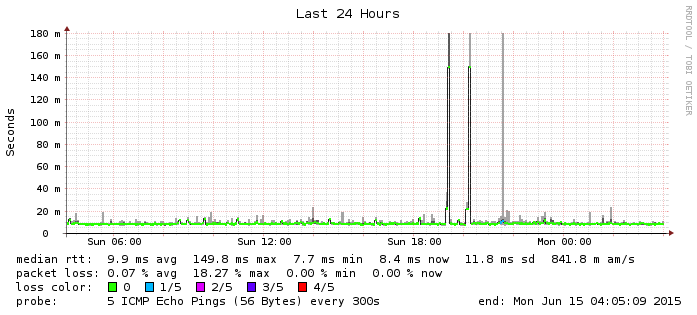 Last 24 Hours
RRDTOOL / TOBI OETIKER
Seconds
180 m
160 m
140 m
120 m
100 m
80 m
60 m
40 m
20 m
0
Sun 06:00 Sun 12:00 Sun 18:00 Mon 00:00
median rtt: 9.9 ms avg 149.8 ms max 7.7 ms min 8.4 ms now 11.8 ms sd 841.8 m am/s
packet loss: 0.07 % avg 18.27 % max 0.00 % min 0.00 % now
loss color: 0 1/5 2/5 3/5 4/5
probe: 5 ICMP Echo Pings (56 Bytes) every 300s end: Mon Jun 15 04:05:09 2015